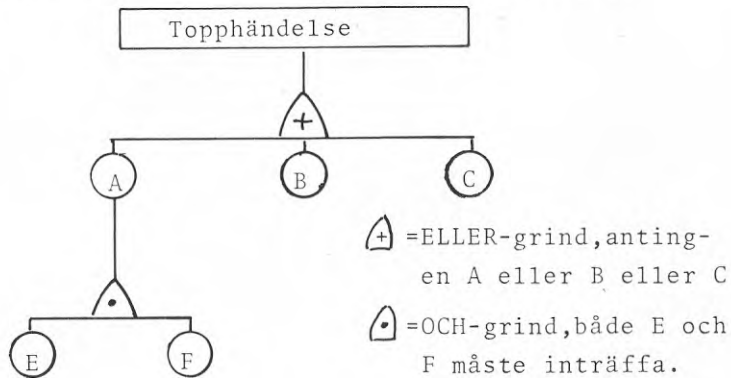 Topphändelse
+
A
B
C
(+) =ELLER-grind,anting-
en A eller B eller C
(•) =OCH-grind,både E och
F måste inträffa.
•
E
F